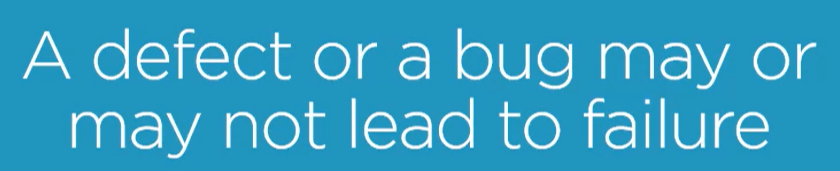 A defect or a bug may or
may not lead to failure